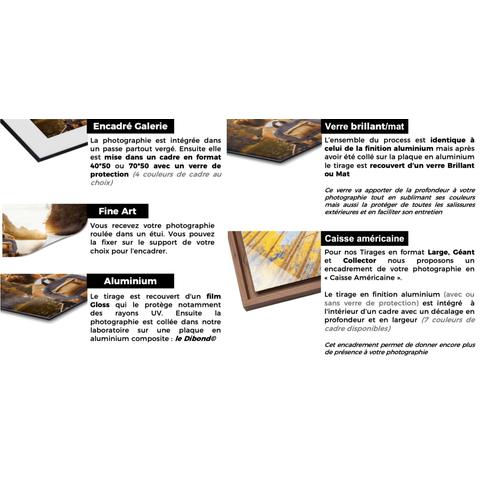 Encadré Galerie
La photographie est intégrée dans
un passe partout vergé. Ensuite elle
est mise dans un cadre en format
40*50 ou 70*50 avec un verre de
protection (4 couleurs de cadre au
choix)
Fine Art
Vous recevez votre photographie
roulée dans un étui. Vous pouvez
la fixer sur le support de votre
choix pour l'encadrer.
Aluminium
Le tirage est recouvert d'un film
Gloss qui le protège notamment
des rayons UV. Ensuite la
photographie est collée dans notre
laboratoire sur une plaque en
aluminium composite : le Dibond©
Verre brillant/mat
L'ensemble du process est identique à
celui de la finition aluminium mais après
avoir été collé sur la plaque en aluminium
le tirage est recouvert d'un verre Brillant
ou Mat
Ce verre va apporter de la profondeur à votre
photographie tout en sublimant ses couleurs
mais aussi la protéger de toutes les salissures
extérieures et en faciliter son entretien
Caisse américaine
Pour nos Tirages en format Large, Géant
et Collector nous proposons un
encadrement de votre photographie en
« Caisse Américaine ».
Le tirage en finition aluminium (avec ou
sans verre de protection) est intégré à
l'intérieur d'un cadre avec un décalage en
profondeur et en largeur (7 couleurs de
cadre disponibles)
Cet encadrement permet de donner encore plus
de présence à votre photographie